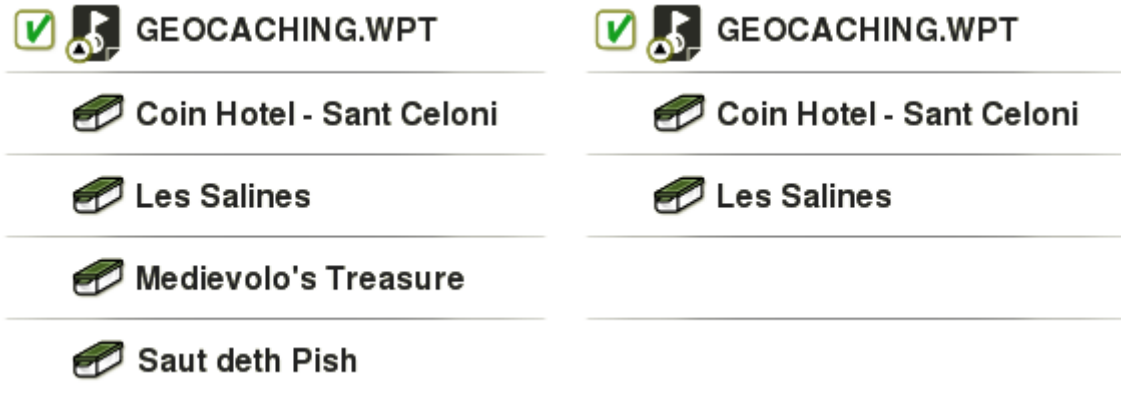 GEOCACHING.WPT
Coin Hotel - Sant Celoni
Les Salines
Medievolo's Treasure
Saut deth Pish
GEOCACHING.WPT
Coin Hotel - Sant Celoni
Les Salines